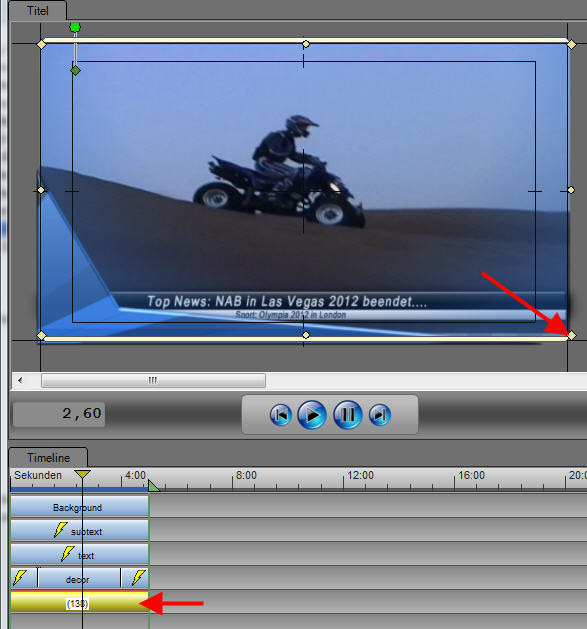 Titel
Top News: NAB in Las Vegas 2012 beendet....
Sport: Olympia 2012 in London
2,60
Timeline
Sekunden 4:00 8:00 12:00 16:00 20:0
Background
subtext
text
decor
(138)